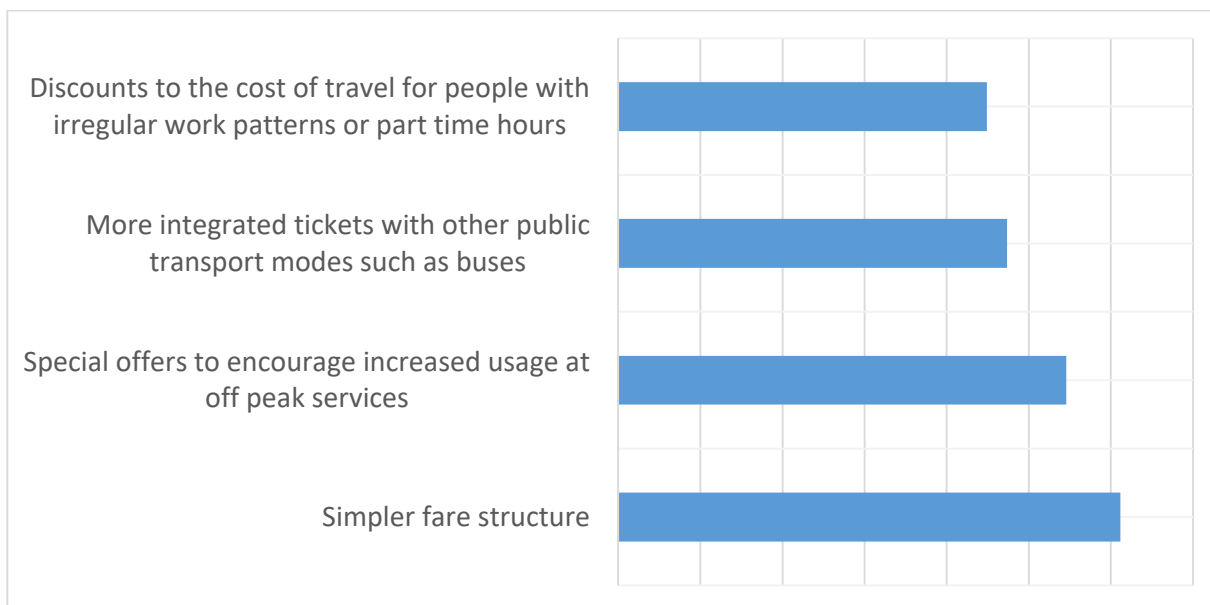 Discounts to the cost of travel for people with
irregular work patterns or part time hours
More integrated tickets with other public
transport modes such as buses
Special offers to encourage increased usage at
off peak services
Simpler fare structure